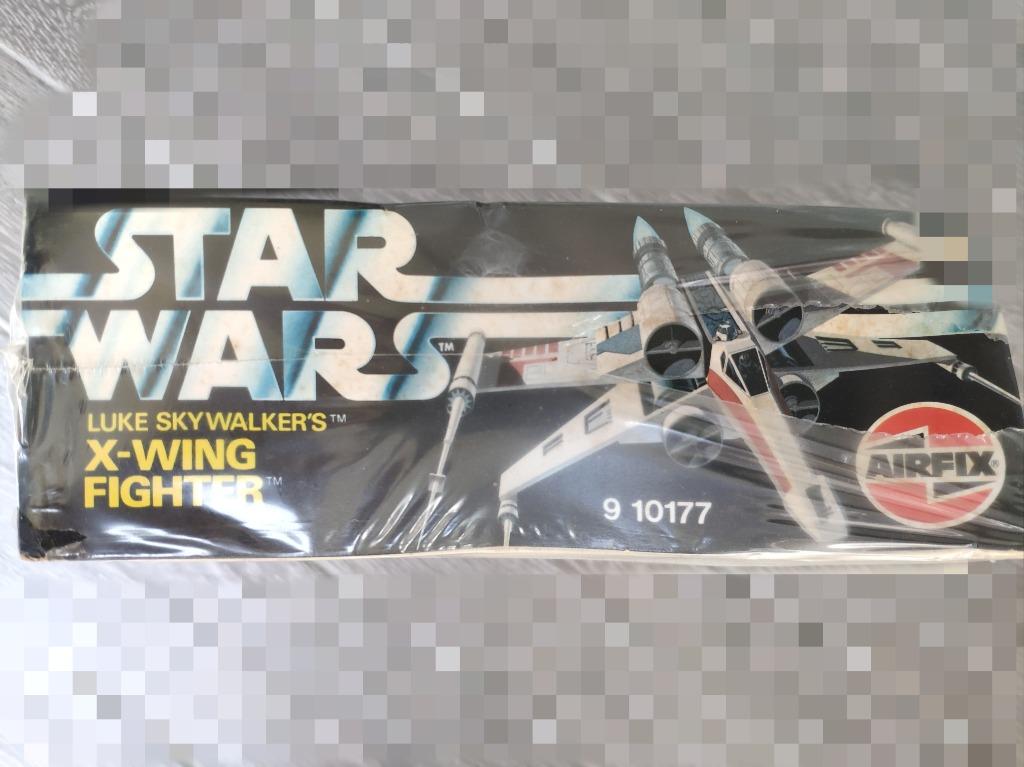 STAR
WARS™
LUKE SKYWALKER'S™
X-WING
FIGHTER™
9 10177
AIRFIX®